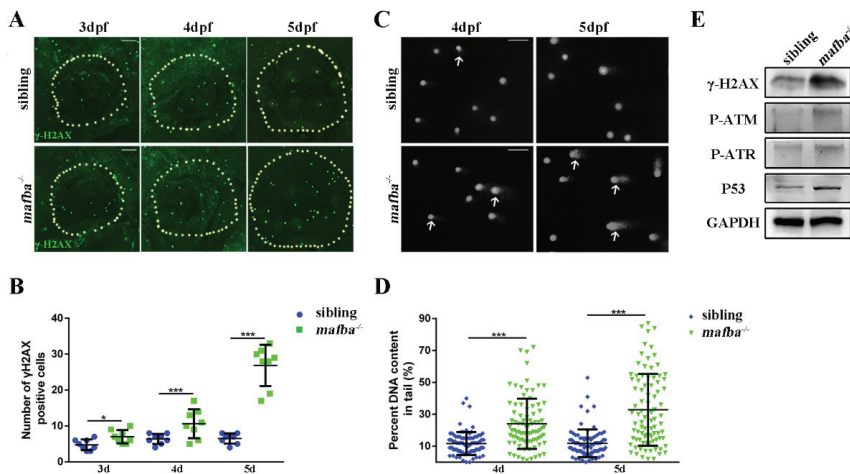 A
3dpf 4dpf 5dpf
sibling
γ-H2AX
mafba-/-
γ-H2AX
C
4dpf 5dpf
sibling
mafba-/-
E
sibling mafba-/-
γ-H2AX
P-ATM
P-ATR
P53
GAPDH
B
sibling
mafba-/-
Number of γH2AX
positive cells
40
30
20
10
0
* *** ***
3d 4d 5d
D
sibling
mafba-/-
Percent DNA content
in tail (%)
90
70
50
30
10
*** ***
4d 5d